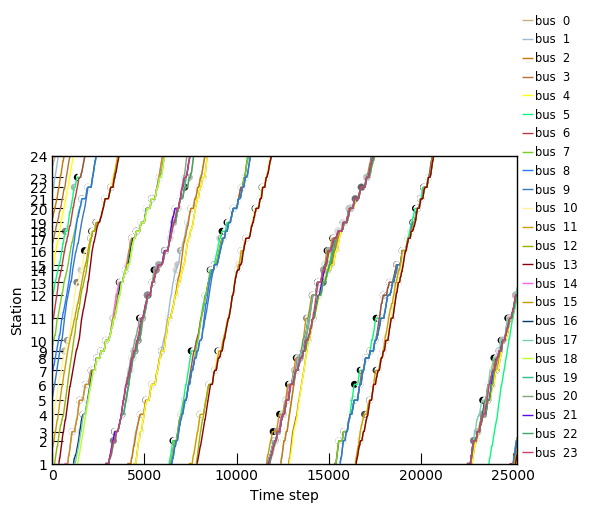 bus 0
bus 1
bus 2
bus 3
bus 4
bus 5
bus 6
bus 7
bus 8
bus 9
bus 10
bus 11
bus 12
bus 13
bus 14
bus 15
bus 16
bus 17
bus 18
bus 19
bus 20
bus 21
bus 22
bus 23
24
23
22
21
20
19
18
17
16
15
14
13
12
11
10
9
8
7
6
5
4
3
2
1
Station
0 5000 10000 15000 20000 25000
Time step